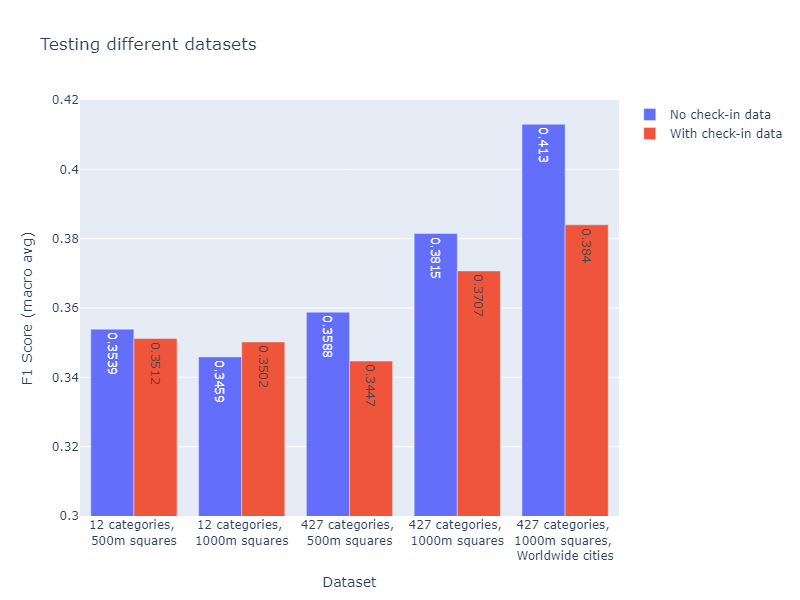 Testing different datasets
No check-in data
With check-in data
F1 Score (macro avg)
0.42
0.4
0.38
0.36
0.34
0.32
0.3
0.3539
0.3512
0.3459
0.3502
0.3588
0.3447
0.3815
0.3707
0.413
0.384
12 categories,
500m squares
12 categories,
1000m squares
427 categories,
500m squares
427 categories,
1000m squares
427 categories,
1000m squares,
Worldwide cities
Dataset